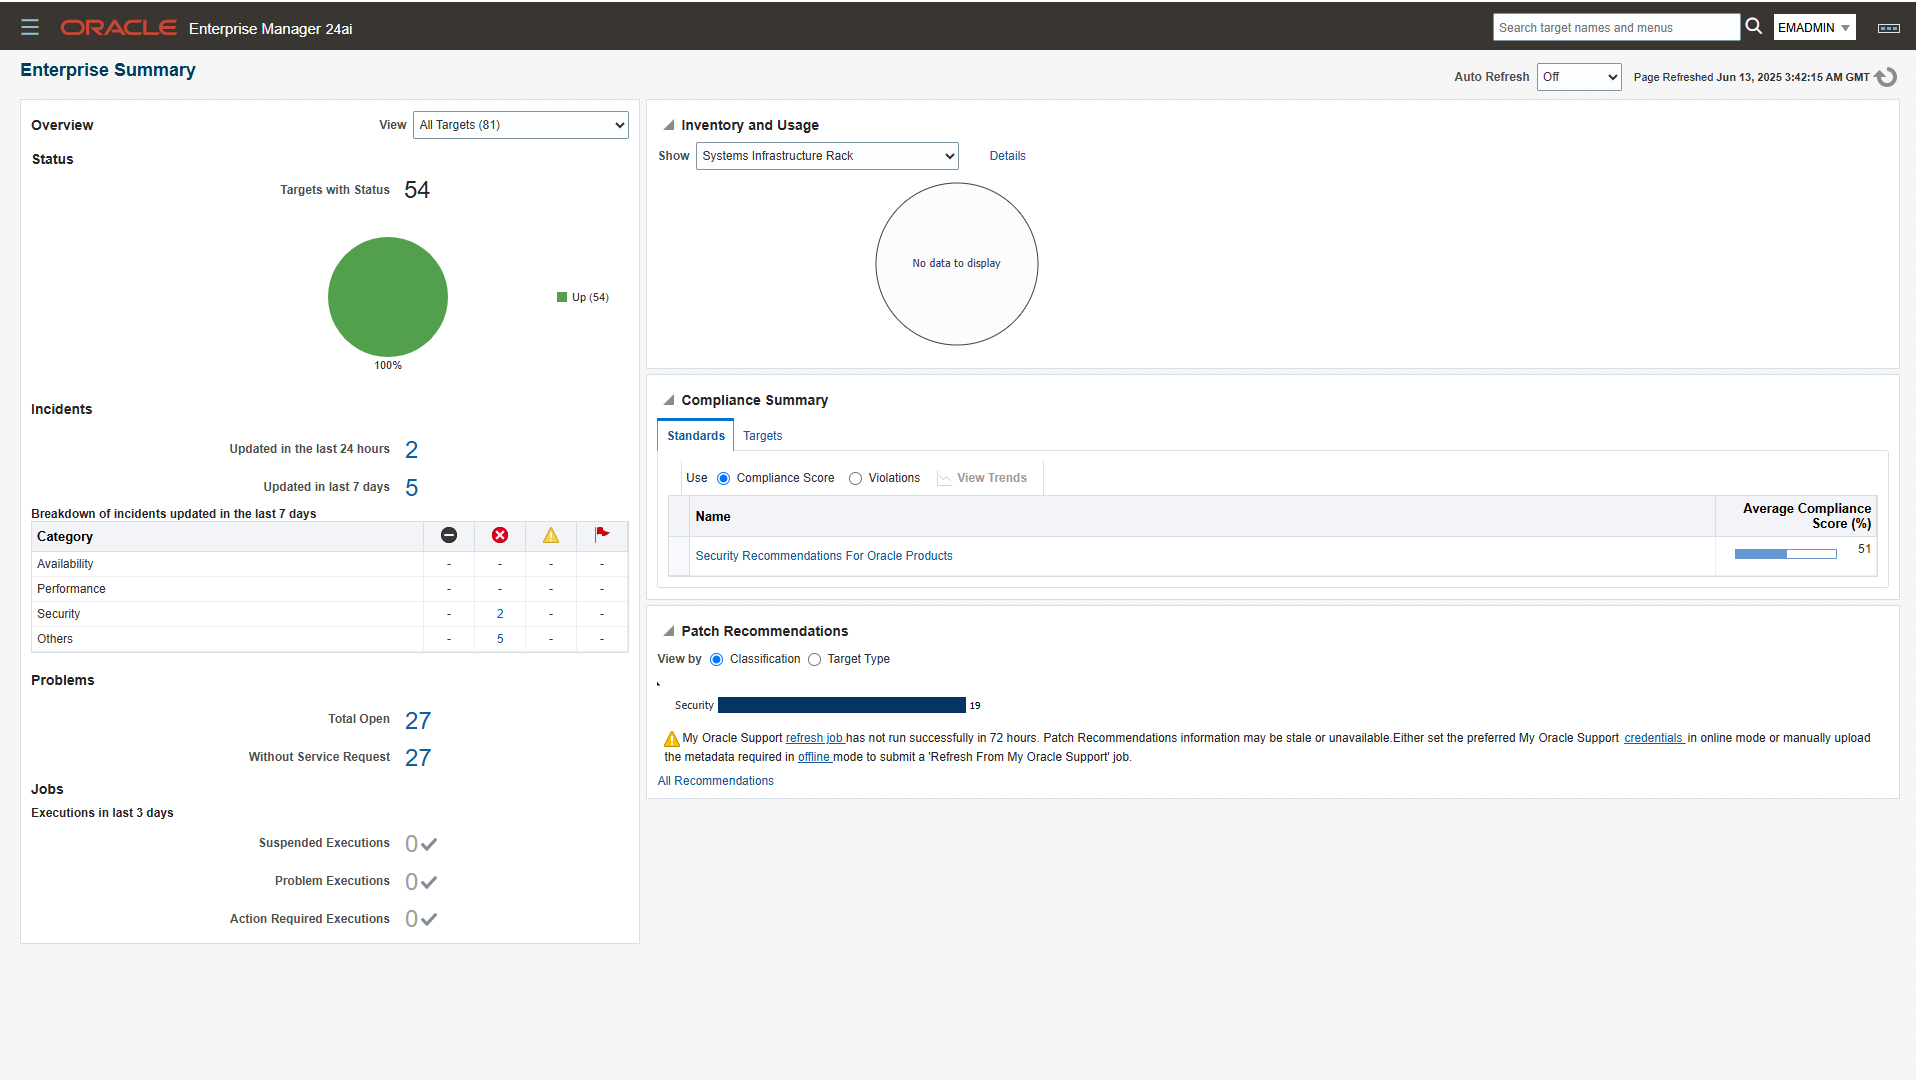 ORACLE Enterprise Manager 24ai
Search target names and menus
EMADMIN
Enterprise Summary
Auto Refresh Off Page Refreshed Jun 13, 2025 3:42:15 AM GMT
Overview
View All Targets (81)
Status
Targets with Status 54
Up (54)
100%
Incidents
Updated in the last 24 hours 2
Updated in last 7 days 5
Breakdown of incidents updated in the last 7 days
Category
Availability - - - -
Performance - - - -
Security - 2 - -
Others - 5 - -
Problems
Total Open 27
Without Service Request 27
Jobs
Executions in last 3 days
Suspended Executions 0
Problem Executions 0
Action Required Executions 0
Inventory and Usage
Show Systems Infrastructure Rack Details
No data to display
Compliance Summary
Standards Targets
Use Compliance Score Violations View Trends
Name Average Compliance
Score (%)
Security Recommendations For Oracle Products 51
Patch Recommendations
View by Classification Target Type
Security 19
My Oracle Support refresh job has not run successfully in 72 hours. Patch Recommendations information may be stale or unavailable.Either set the preferred My Oracle Support credentials in online mode or manually upload
the metadata required in offline mode to submit a 'Refresh From My Oracle Support' job.
All Recommendations